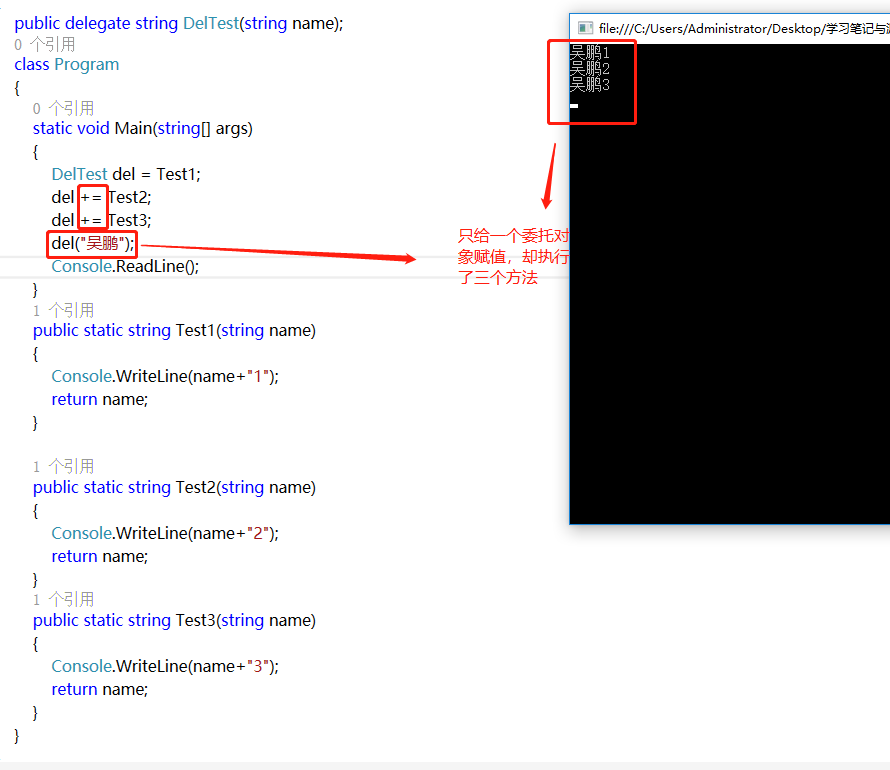 public delegate string DelTest(string name);
0 个引用
class Program
{
0 个引用
static void Main(string[] args)
{
DelTest del = Test1;
del += Test2;
del += Test3;
del("吴鹏");
Console.ReadLine();
}
1 个引用
public static string Test1(string name)
{
Console.WriteLine(name+"1");
return name;
}
1 个引用
public static string Test2(string name)
{
Console.WriteLine(name+"2");
return name;
}
1 个引用
public static string Test3(string name)
{
Console.WriteLine(name+"3");
return name;
}
}
只给一个委托对
象赋值，却执行
了三个方法
file:///C:/Users/Administrator/Desktop/学习笔记与
吴鹏1
吴鹏2
吴鹏3